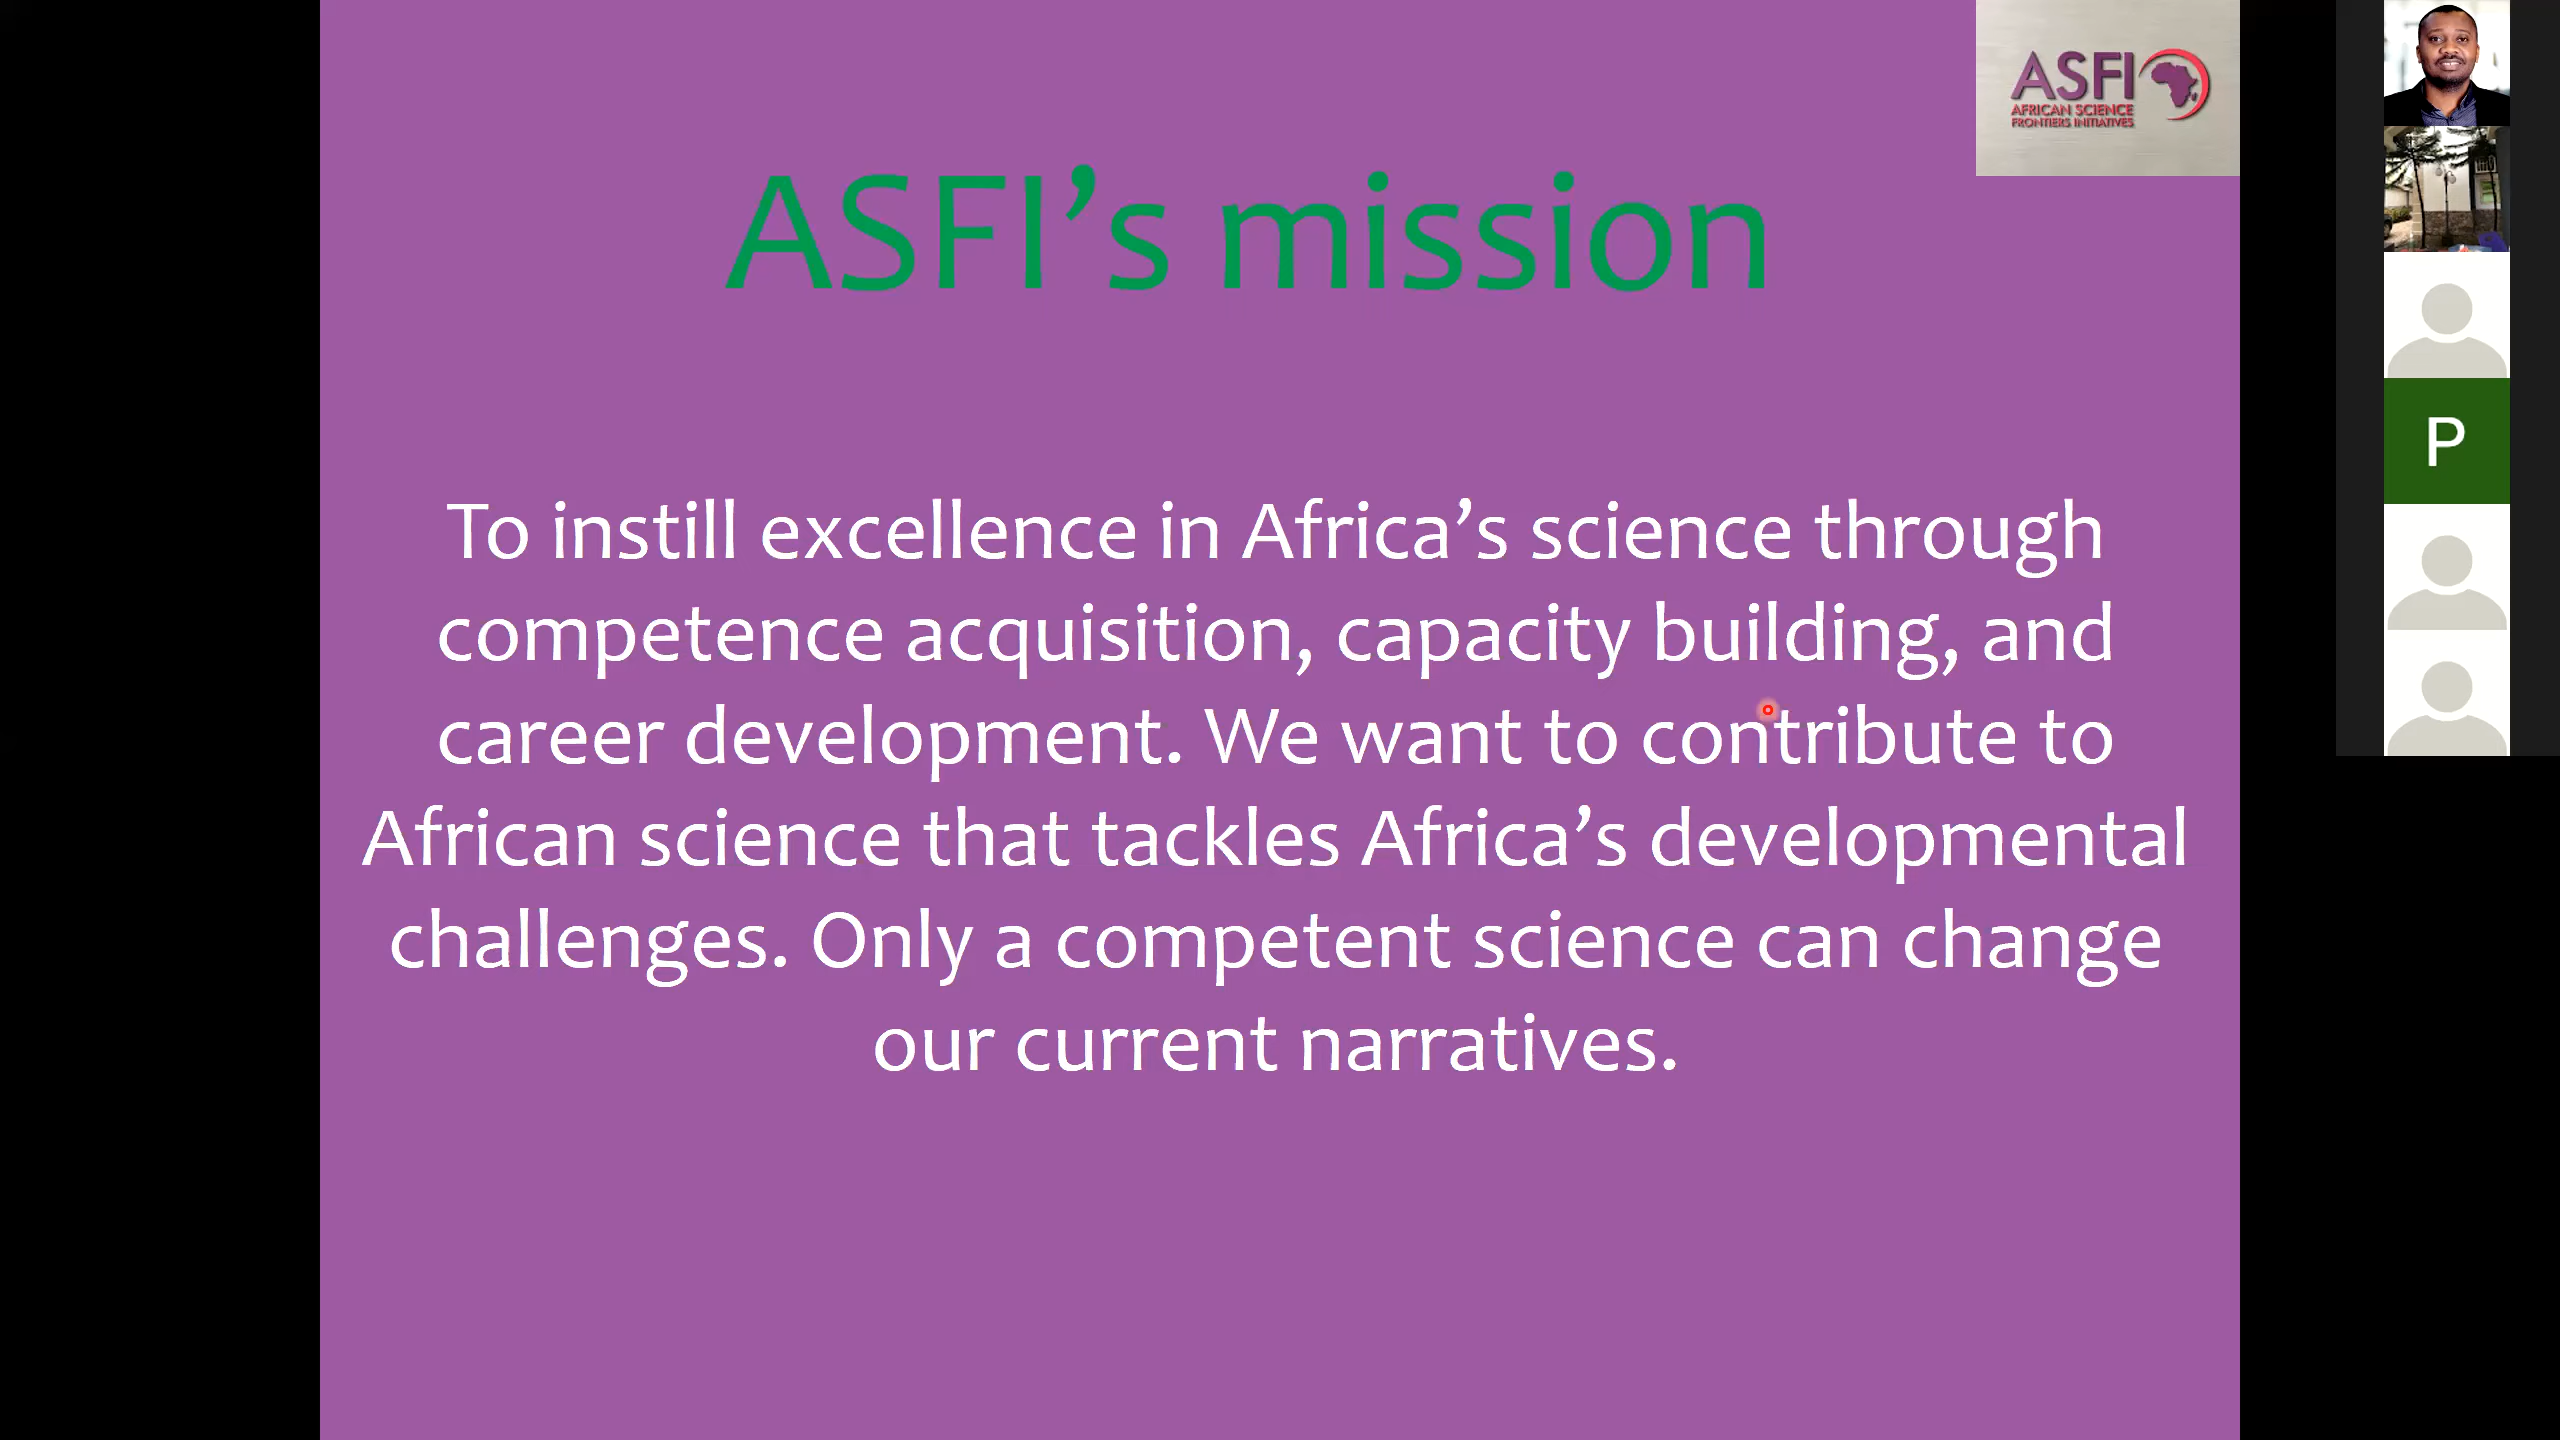 ASFI
AFRICAN SCIENCE
FRONTIERS INITIATIVES
ASFI’s mission
To instill excellence in Africa’s science through
competence acquisition, capacity building, and
career development. We want to contribute to
African science that tackles Africa’s developmental
challenges. Only a competent science can change
our current narratives.
P